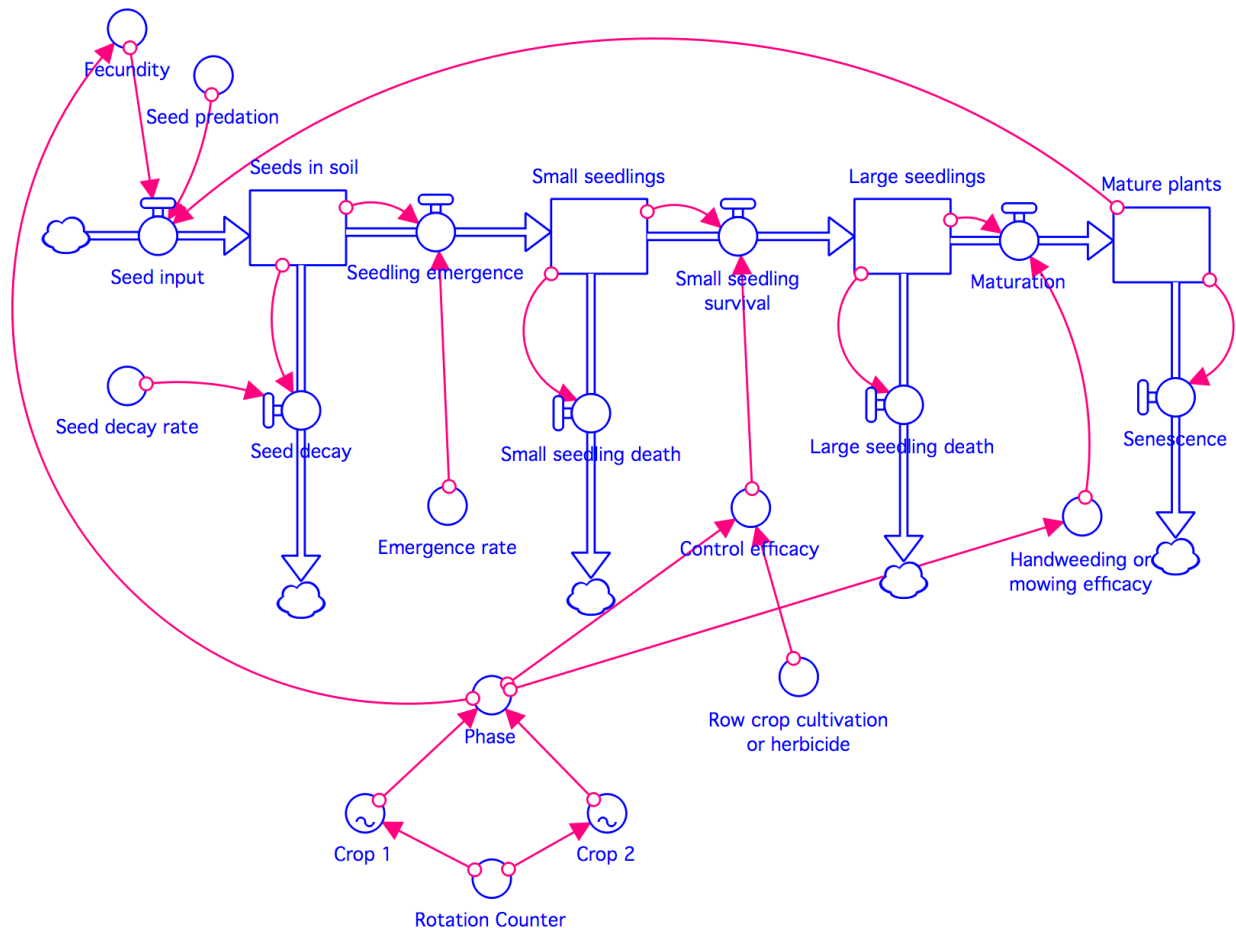 Fecundity
Seed predation
Seeds in soil
Small seedlings
Large seedlings
Mature plants
Seed input
Seedling emergence
Small seedling
survival
Maturation
Seed decay rate
Seed decay
Small seedling death
Large seedling death
Senescence
Emergence rate
Control efficacy
Handweeding or
mowing efficacy
Row crop cultivation
or herbicide
Phase
Crop 1
Crop 2
Rotation Counter